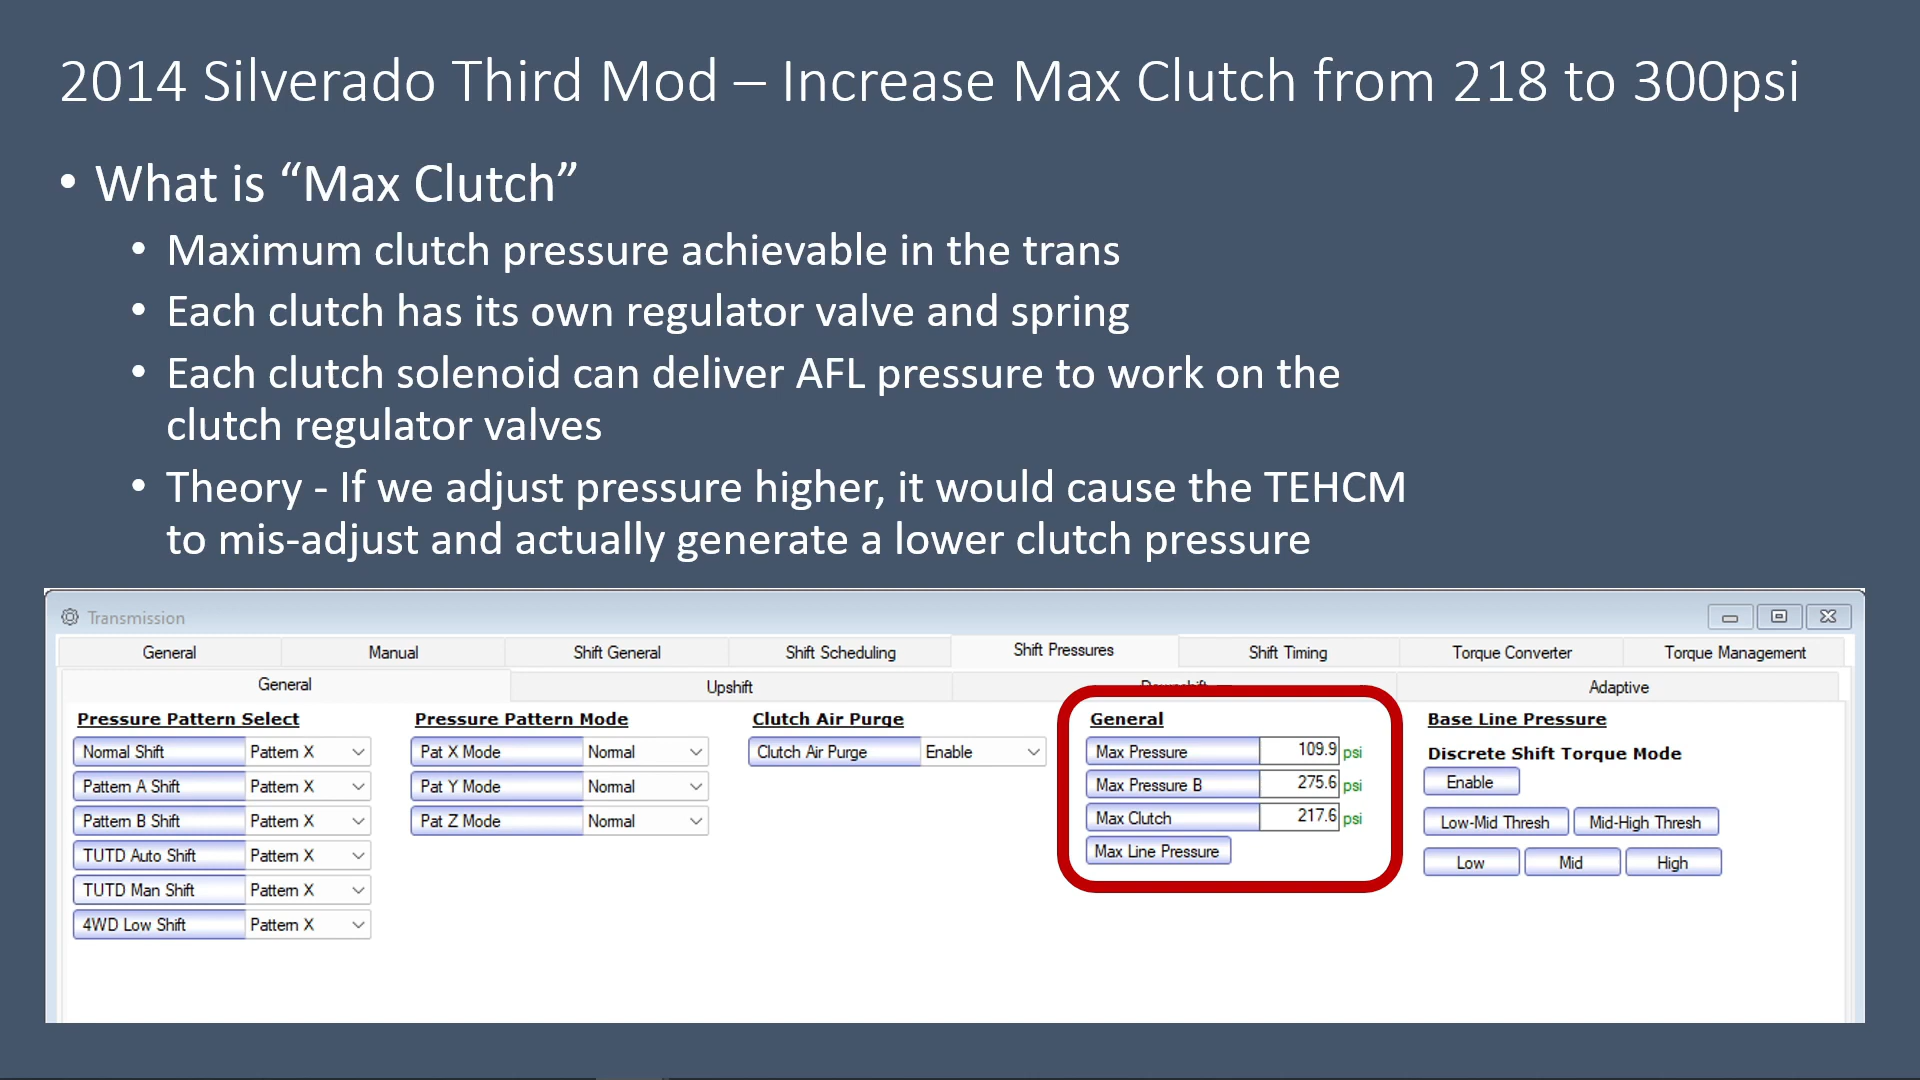 2014 Silverado Third Mod – Increase Max Clutch from 218 to 300psi
• What is “Max Clutch”
• Maximum clutch pressure achievable in the trans
• Each clutch has its own regulator valve and spring
• Each clutch solenoid can deliver AFL pressure to work on the
clutch regulator valves
• Theory - If we adjust pressure higher, it would cause the TEHCM
to mis-adjust and actually generate a lower clutch pressure
Transmission
General Manual Shift General Shift Scheduling Shift Pressures Shift Timing Torque Converter Torque Management
General Upshift Downshift Adaptive
Pressure Pattern Select
Normal Shift Pattern X
Pattern A Shift Pattern X
Pattern B Shift Pattern X
TUTD Auto Shift Pattern X
TUTD Man Shift Pattern X
4WD Low Shift Pattern X
Pressure Pattern Mode
Pat X Mode Normal
Pat Y Mode Normal
Pat Z Mode Normal
Clutch Air Purge
Clutch Air Purge Enable
General
Max Pressure 109.9 psi
Max Pressure B 275.6 psi
Max Clutch 217.6 psi
Max Line Pressure
Base Line Pressure
Discrete Shift Torque Mode
Enable
Low-Mid Thresh Mid-High Thresh
Low Mid High